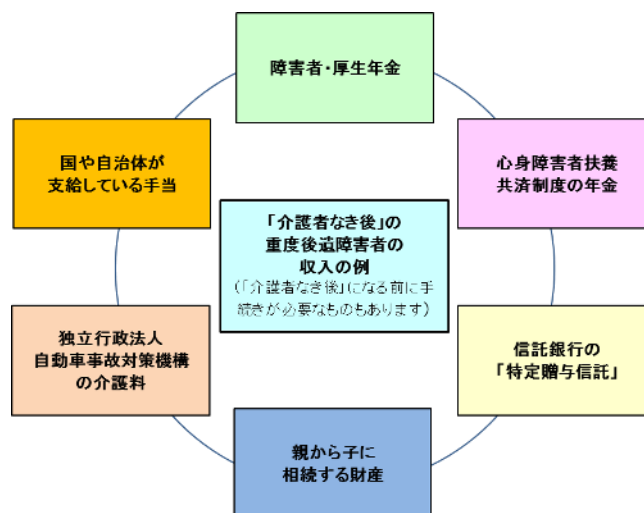 障害者・厚生年金
国や自治体が
支給している手当
心身障害者扶養
共済制度の年金
「介護者なき後」の
重度後遺障害者の
収入の例
(「介護者なき後」になる前に手
続きが必要なものもあります)
独立行政法人
自動車事故対策機構
の介護料
信託銀行の
「特定贈与信託」
親から子に
相続する財産